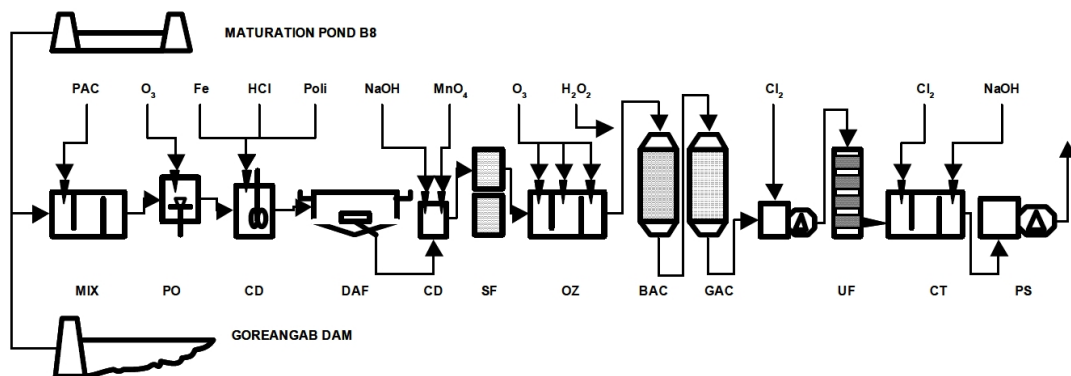 MATURATION POND B8
PAC O3 Fe HCl Poli NaOH MnO4 O3 H2O2 Cl2 Cl2 NaOH
MIX PO CD DAF CD SF OZ BAC GAC UF CT PS
GOREANGAB DAM